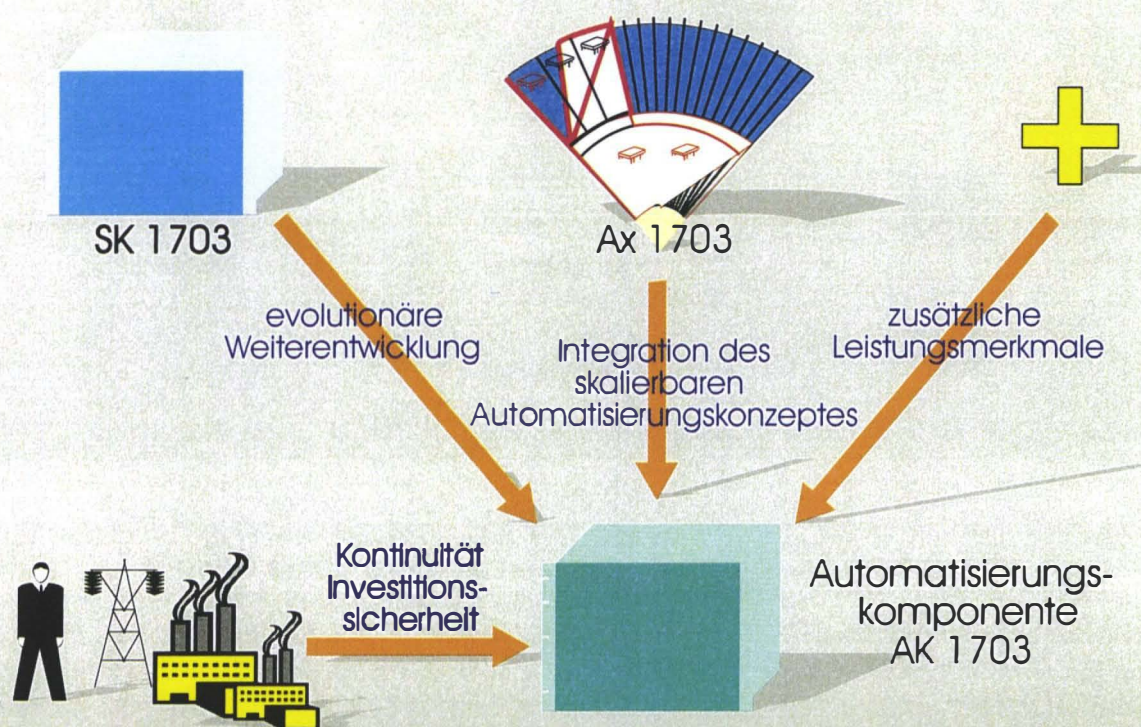 SK 1703
Ax 1703
evolutionäre
Weiterentwicklung
Integration des
skalierbaren
Automatisierungskonzeptes
zusätzliche
Leistungsmerkmale
Kontinuität
Investitions-
sicherheit
Automatisierungs-
komponente
AK 1703